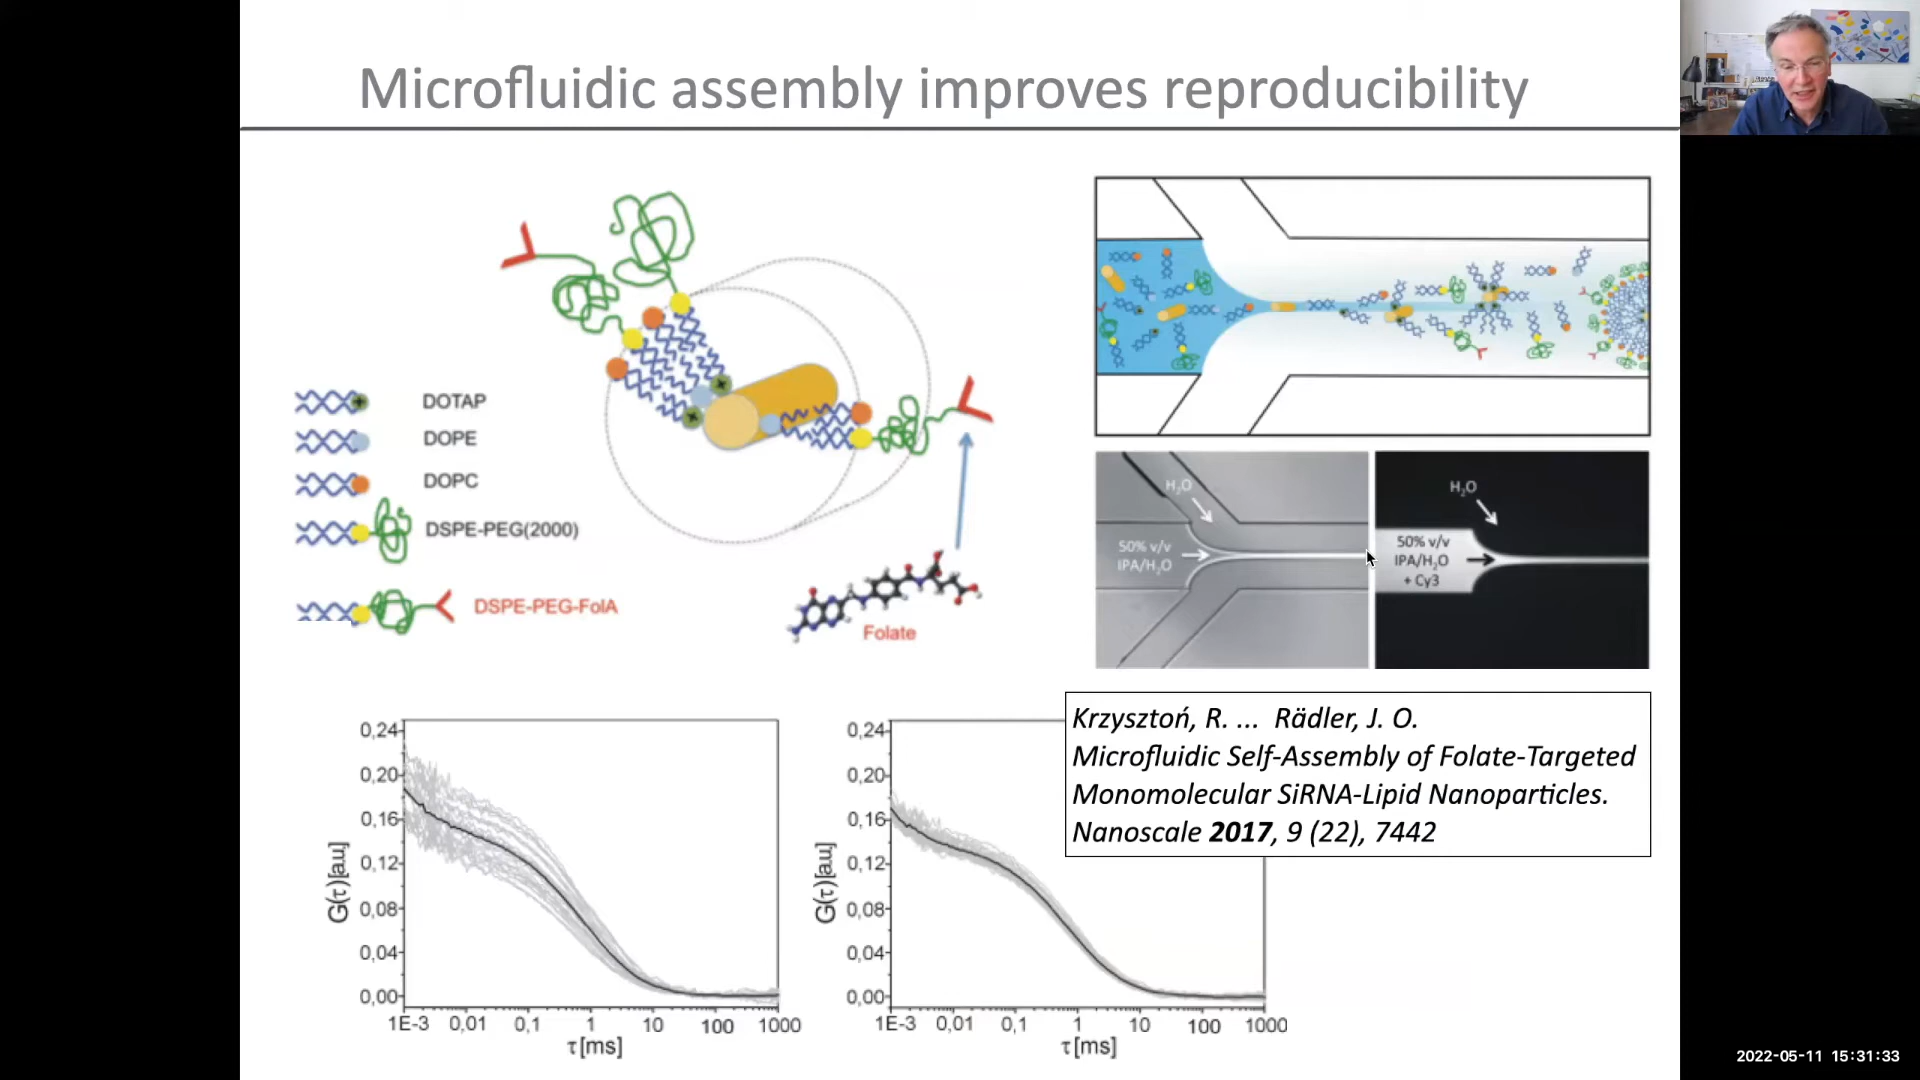 Microfluidic assembly improves reproducibility
DOTAP
DOPE
DOPC
DSPE-PEG(2000)
DSPE-PEG-FolA
Folate
H₂O
50% v/v
IPA/H₂O
H₂O
50% v/v
IPA/H₂O
+ Cy3
Krzysztoń, R. ... Rädler, J. O.
Microfluidic Self-Assembly of Folate-Targeted
Monomolecular SiRNA-Lipid Nanoparticles.
Nanoscale 2017, 9 (22), 7442
G(τ) [a.u]
0,24
0,20
0,16
0,12
0,08
0,04
0,00
1E-3 0,01 0,1 1 10 100 1000
τ [ms]
G(τ) [a.u]
0,24
0,20
0,16
0,12
0,08
0,04
0,00
1E-3 0,01 0,1 1 10 100 1000
τ [ms]
2022-05-11 15:31:33